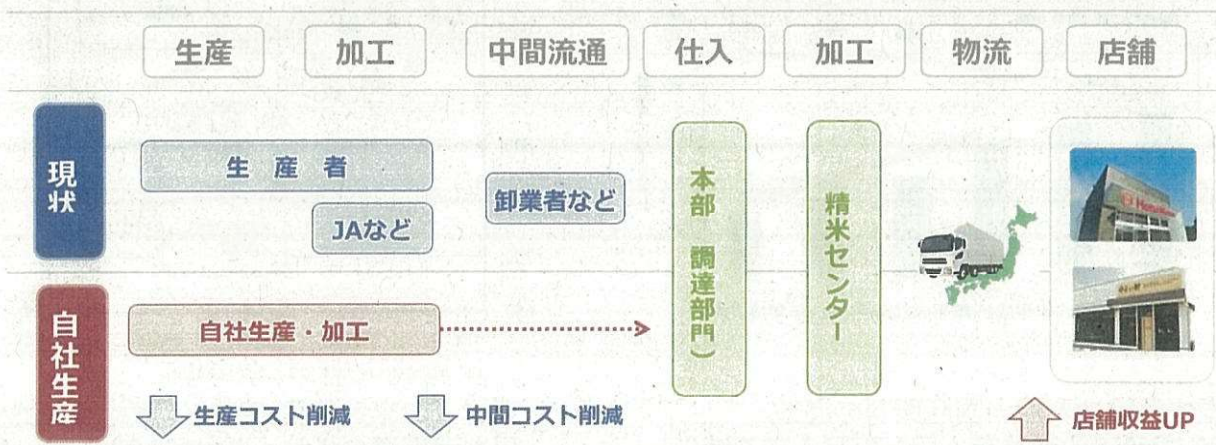 生産
加工
中間流通
仕入
加工
物流
店舗
現状
生 産 者
JAなど
卸業者など
本部 調達部門)
精米センター
自社生産
自社生産・加工
生産コスト削減
中間コスト削減
店舗収益UP